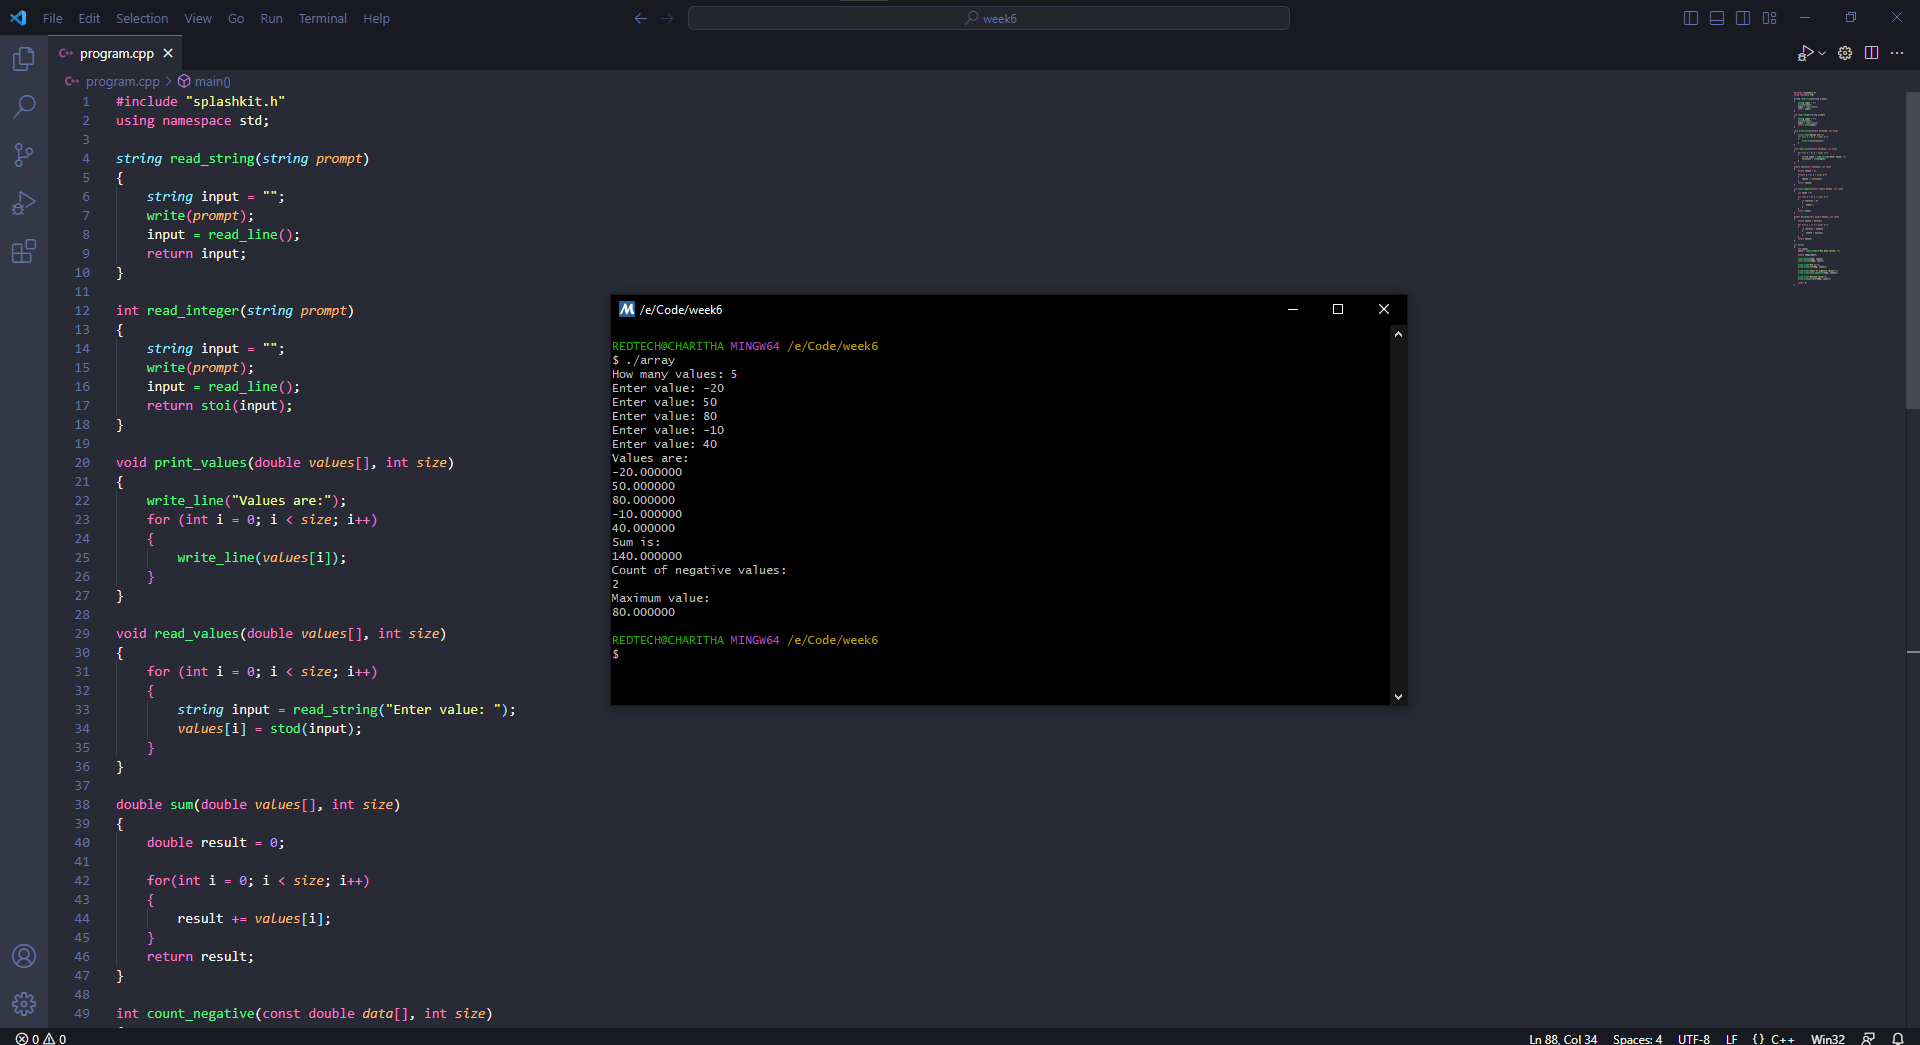 File Edit Selection View Go Run Terminal Help
week6
program.cpp
program.cpp > main()
1 #include "splashkit.h"
2 using namespace std;
3
4 string read_string(string prompt)
5 {
6 string input = "";
7 write(prompt);
8 input = read_line();
9 return input;
10 }
11
12 int read_integer(string prompt)
13 {
14 string input = "";
15 write(prompt);
16 input = read_line();
17 return stoi(input);
18 }
19
20 void print_values(double values[], int size)
21 {
22 write_line("Values are:");
23 for (int i = 0; i < size; i++)
24 {
25 write_line(values[i]);
26 }
27 }
28
29 void read_values(double values[], int size)
30 {
31 for (int i = 0; i < size; i++)
32 {
33 string input = read_string("Enter value: ");
34 values[i] = stod(input);
35 }
36 }
37
38 double sum(double values[], int size)
39 {
40 double result = 0;
41
42 for(int i = 0; i < size; i++)
43 {
44 result += values[i];
45 }
46 return result;
47 }
48
49 int count_negative(const double data[], int size)
/e/Code/week6
REDTECH@CHARITHA MINGW64 /e/Code/week6
$ ./array
How many values: 5
Enter value: -20
Enter value: 50
Enter value: 80
Enter value: -10
Enter value: 40
Values are:
-20.000000
50.000000
80.000000
-10.000000
40.000000
Sum is:
140.000000
Count of negative values:
2
Maximum value:
80.000000
REDTECH@CHARITHA MINGW64 /e/Code/week6
$
0 0
Ln 88, Col 34 Spaces: 4 UTF-8 LF {} C++ Win32